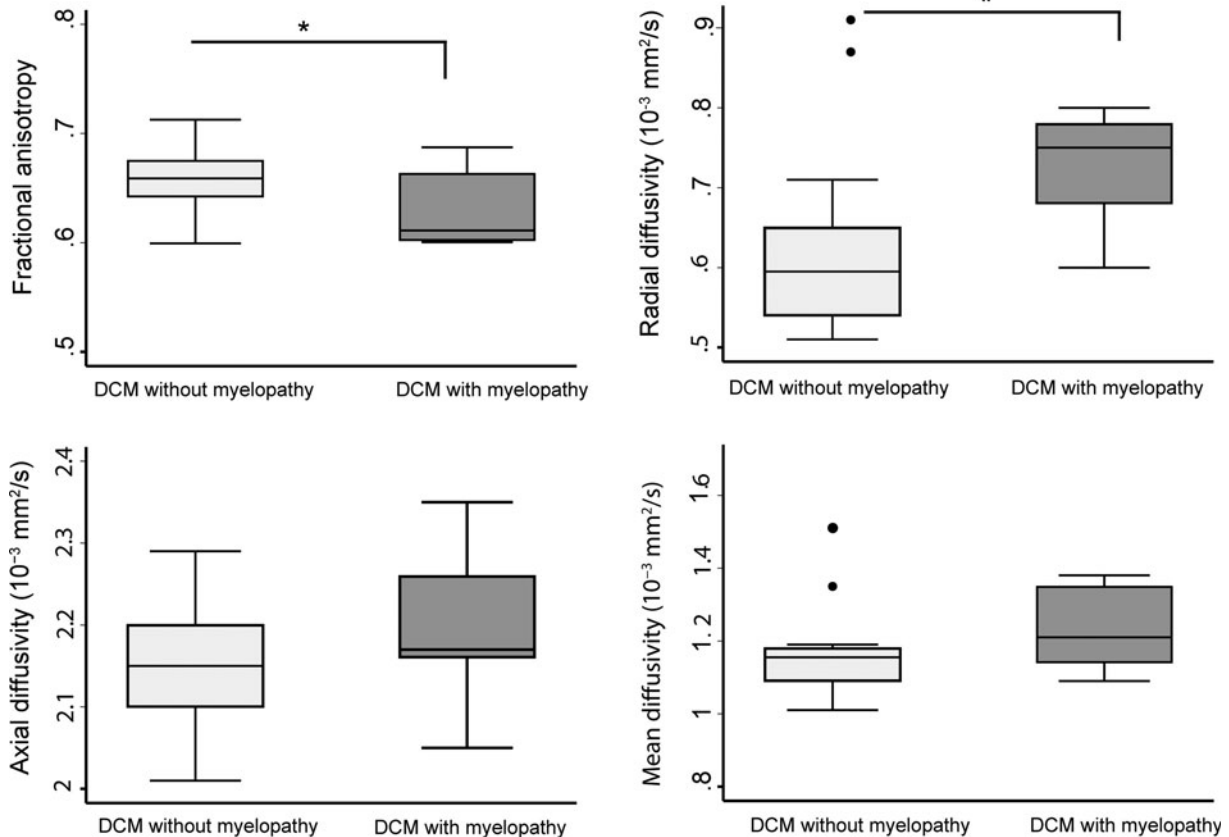 Fractional anisotropy
.8
.7
.6
.5
*
DCM without myelopathy
DCM with myelopathy
Radial diffusivity (10⁻³ mm²/s)
.9
.8
.7
.6
.5
DCM without myelopathy
DCM with myelopathy
Axial diffusivity (10⁻³ mm²/s)
2.4
2.3
2.2
2.1
2
DCM without myelopathy
DCM with myelopathy
Mean diffusivity (10⁻³ mm²/s)
1.6
1.4
1.2
1
.8
DCM without myelopathy
DCM with myelopathy